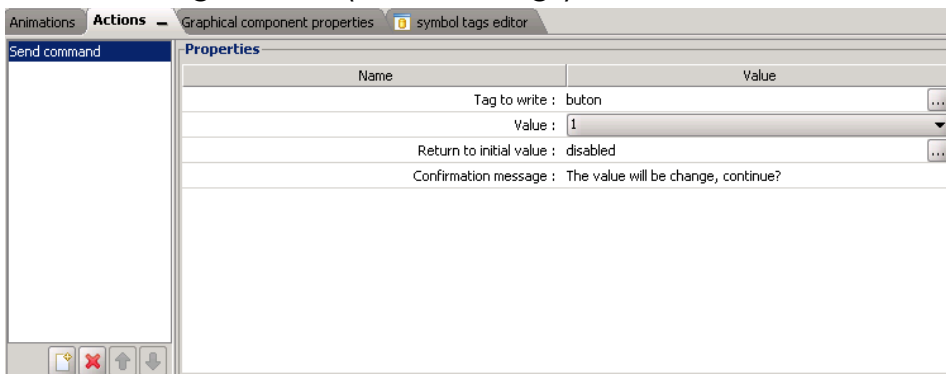 Animations Actions Graphical component properties symbol tags editor
Send command
Properties
Name Value
Tag to write : buton ...
Value : 1
Return to initial value : disabled ...
Confirmation message : The value will be change, continue?